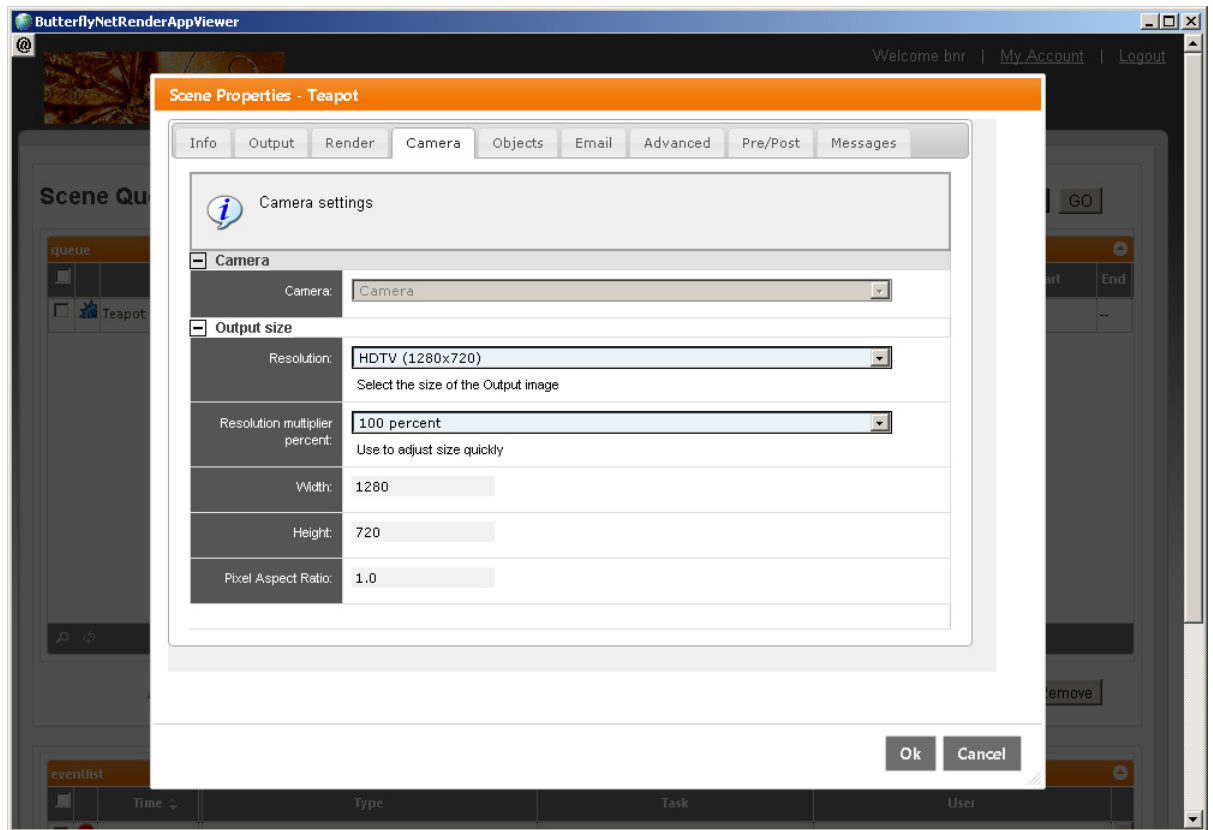 ButterflyNetRenderAppViewer
@
Welcome bnr | My Account | Logout
Scene Properties - Teapot
Info Output Render Camera Objects Email Advanced Pre/Post Messages
Scene Qu
GO
Camera settings
queue
Camera
art End
Camera: Camera
Teapot --
Output size
Resolution: HDTV (1280x720)
Select the size of the Output image
Resolution multiplier
percent: 100 percent
Use to adjust size quickly
Width: 1280
Height: 720
Pixel Aspect Ratio: 1.0
emove
Ok Cancel
eventlist
Time Type Task User